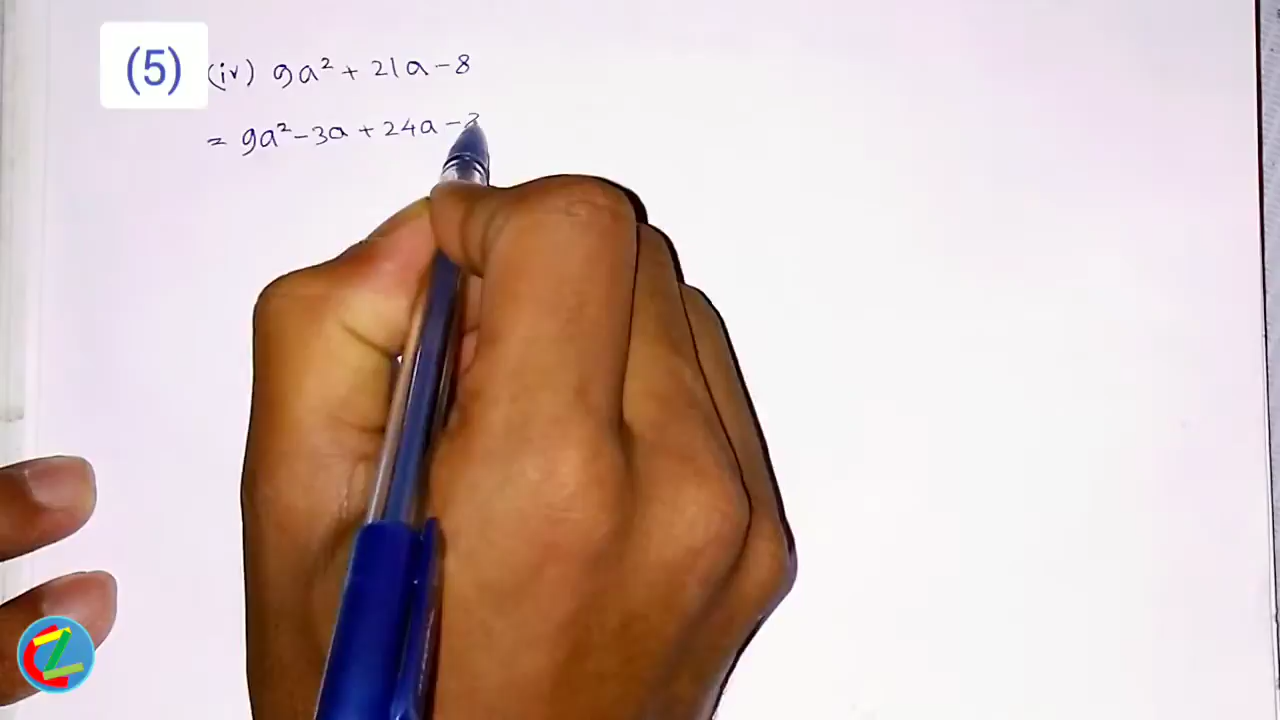 (5) (iv) 9a² + 21a - 8
= 9a² - 3a + 24a -